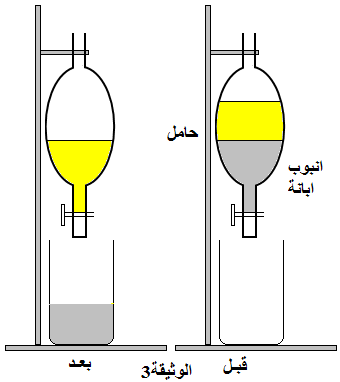 حامل
انبوب
ابانة
قبل
بعد
الوثيقة3